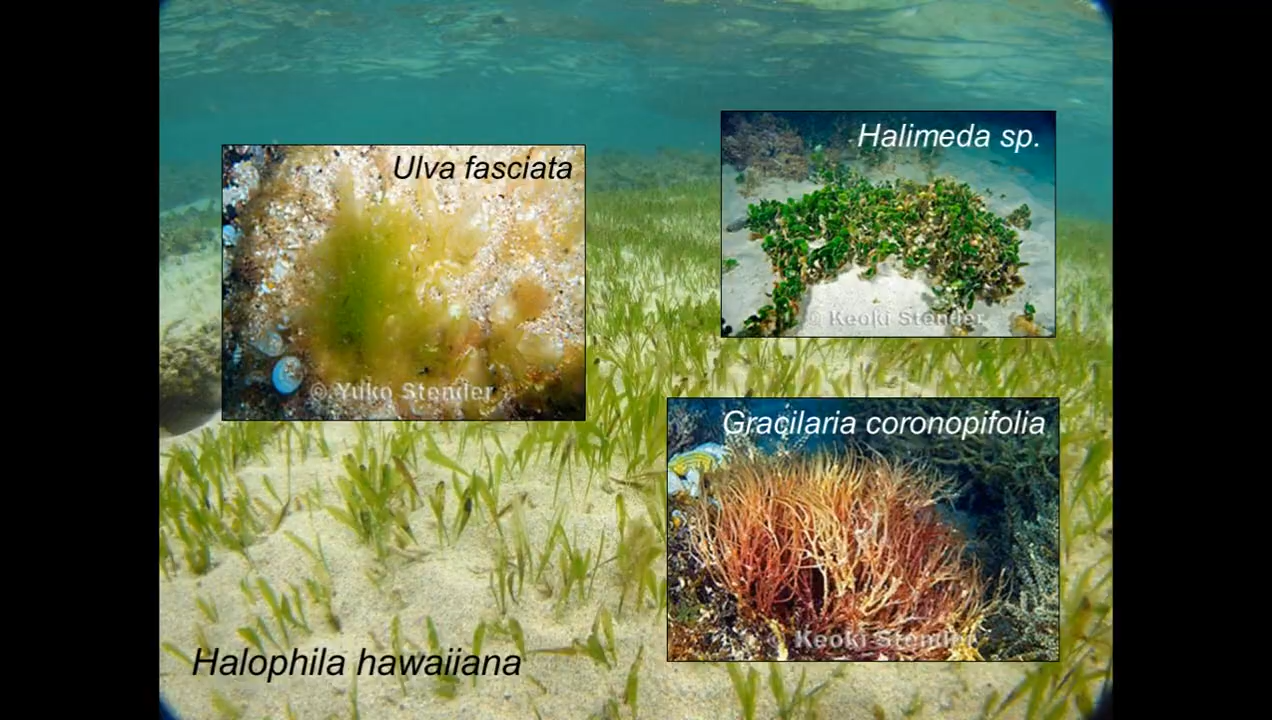 Ulva fasciata
© Yuko Stender
Halimeda sp.
© Keoki Stender
Gracilaria coronopifolia
© Keoki Stender
Halophila hawaiiana